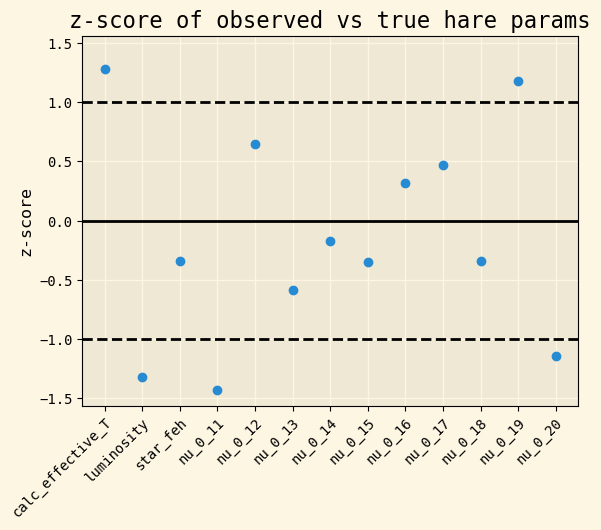 z-score of observed vs true hare params
z-score
1.5
1.0
0.5
0.0
−0.5
−1.0
−1.5
calc_effective_T
luminosity
star_feh
nu_0_11
nu_0_12
nu_0_13
nu_0_14
nu_0_15
nu_0_16
nu_0_17
nu_0_18
nu_0_19
nu_0_20